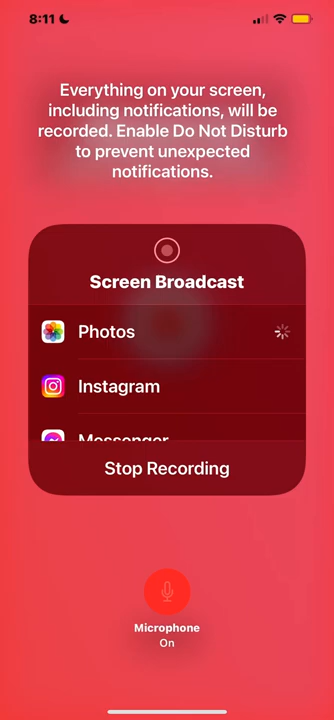 8:11
Everything on your screen,
including notifications, will be
recorded. Enable Do Not Disturb
to prevent unexpected
notifications.
Screen Broadcast
Photos
Instagram
Messenger
Stop Recording
Microphone
On